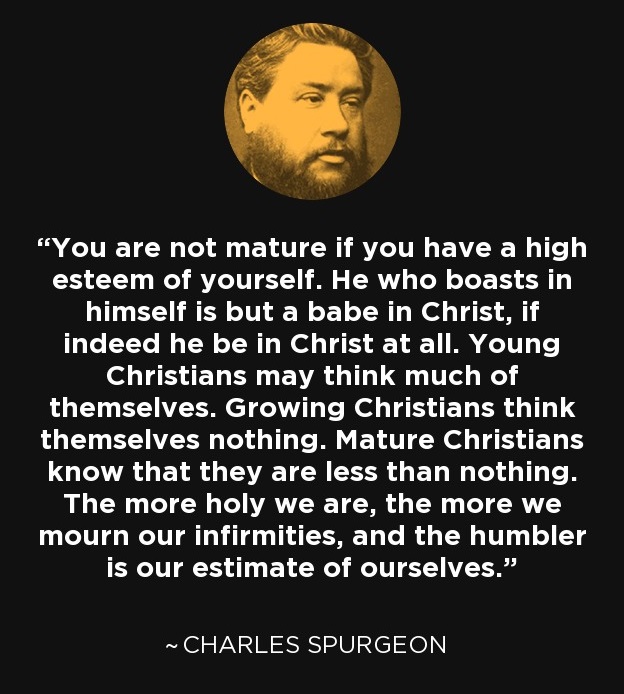 “You are not mature if you have a high
esteem of yourself. He who boasts in
himself is but a babe in Christ, if
indeed he be in Christ at all. Young
Christians may think much of
themselves. Growing Christians think
themselves nothing. Mature Christians
know that they are less than nothing.
The more holy we are, the more we
mourn our infirmities, and the humbler
is our estimate of ourselves.”
~ CHARLES SPURGEON